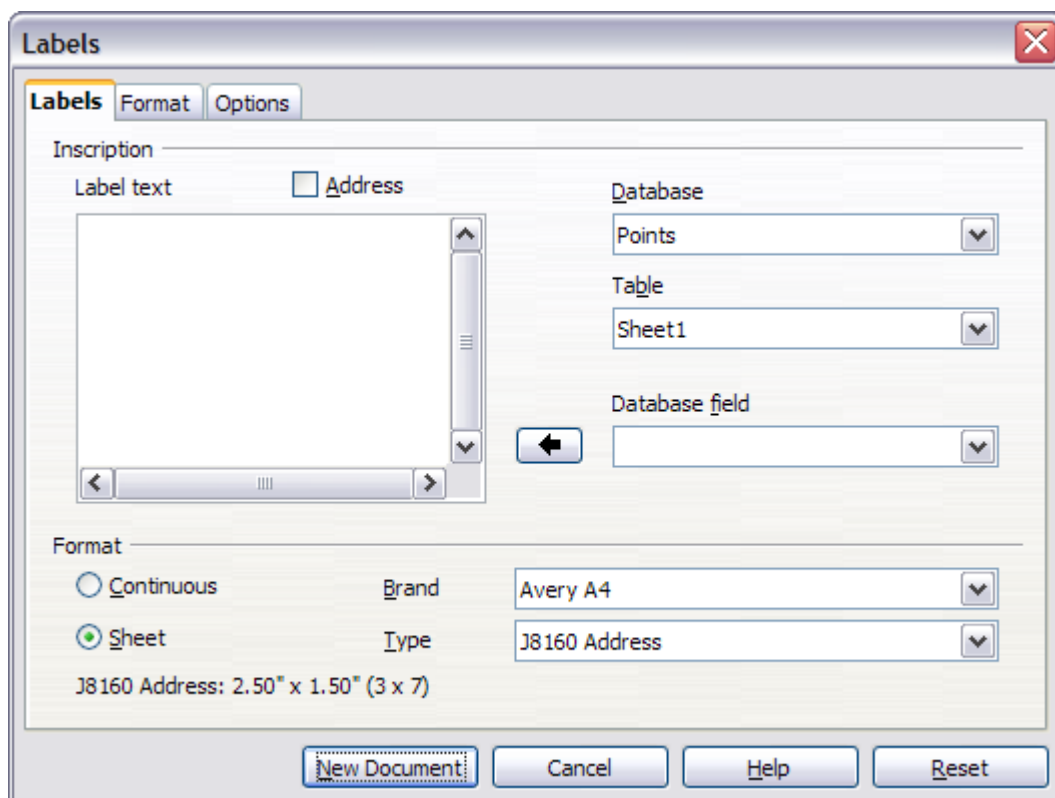 Labels
Labels Format Options
Inscription
Label text Address
Database
Points
Table
Sheet1
Database field
Format
Continuous Brand Avery A4
Sheet Type J8160 Address
J8160 Address: 2.50" x 1.50" (3 x 7)
New Document Cancel Help Reset